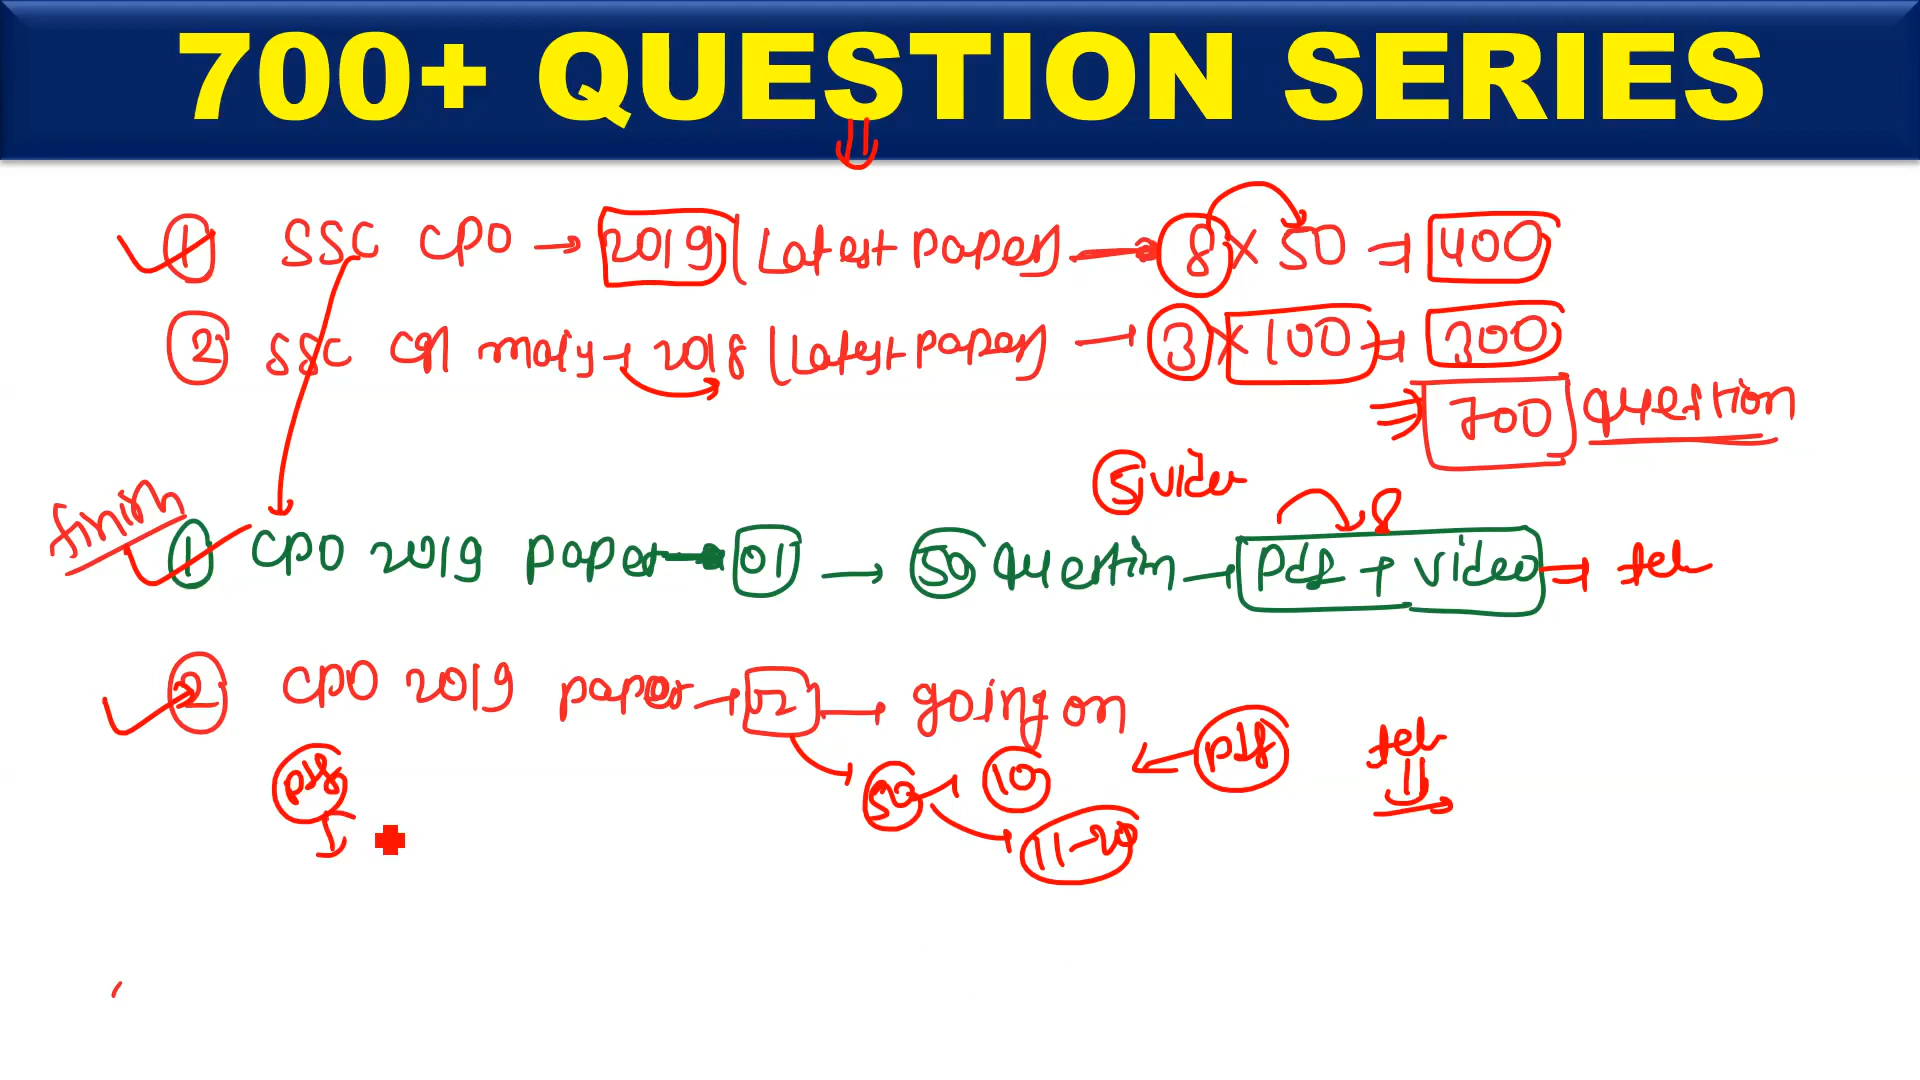 700+ QUESTION SERIES
① SSC CPO → 2019 (Latest Paper) → 8 × 50 → 400
② SSC CGL → 2018 (Latest Paper) → 3 × 100 → 300
700 question
5 video
finish
① CPO 2019 paper → 01 → 50 Question → Pdf + Video → tel
8
② CPO 2019 paper → 02 → going on
pdf 50 10 pdf tel
11-20